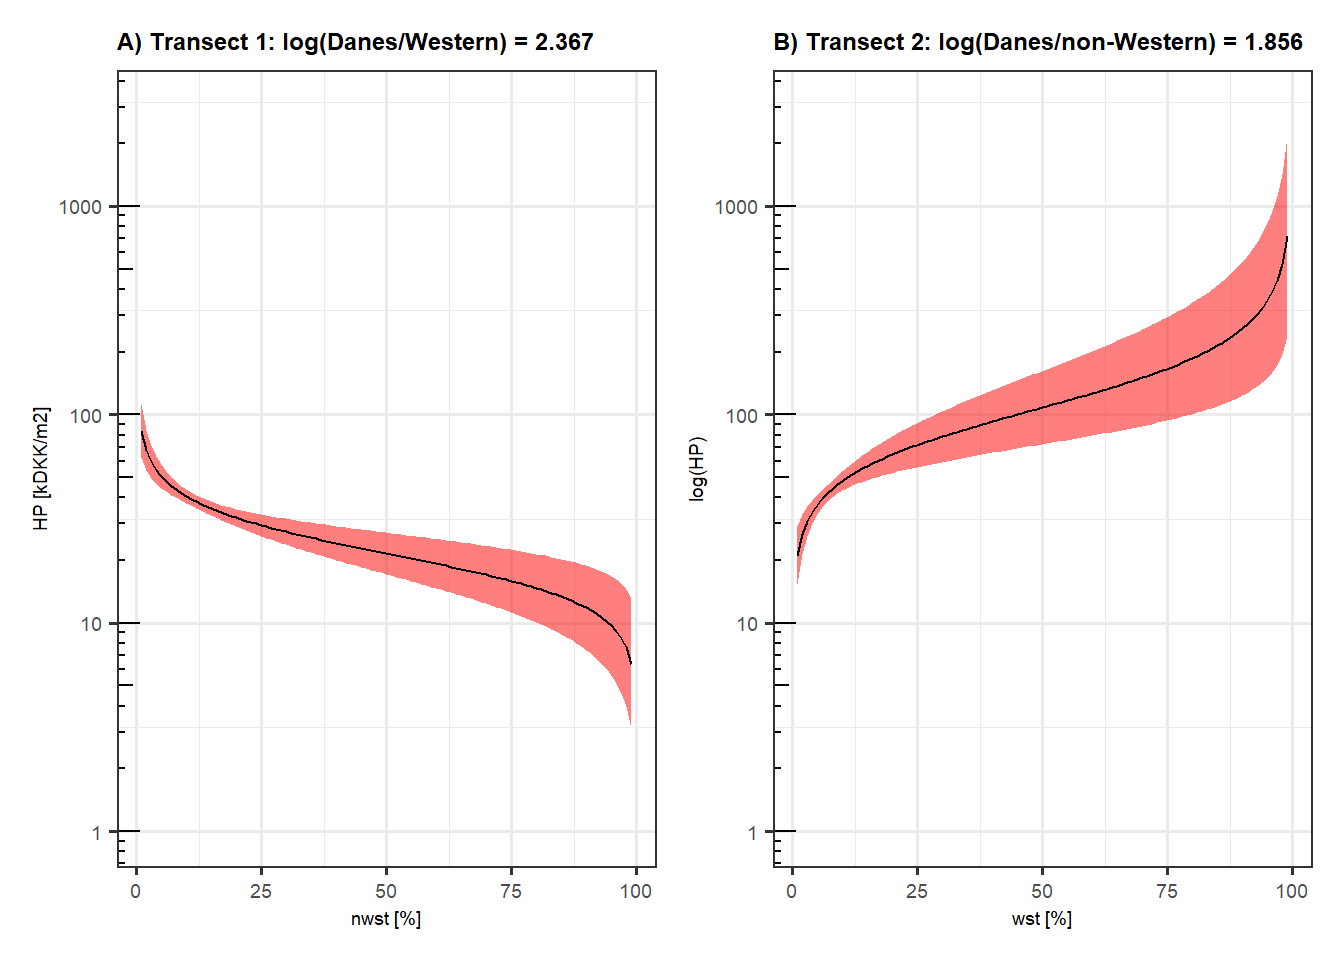 A) Transect 1: log(Danes/Western) = 2.367
HP [kDKK/m2]
1000
100
10
1
0 25 50 75 100
nwst [%]
B) Transect 2: log(Danes/non-Western) = 1.856
log(HP)
1000
100
10
1
0 25 50 75 100
wst [%]